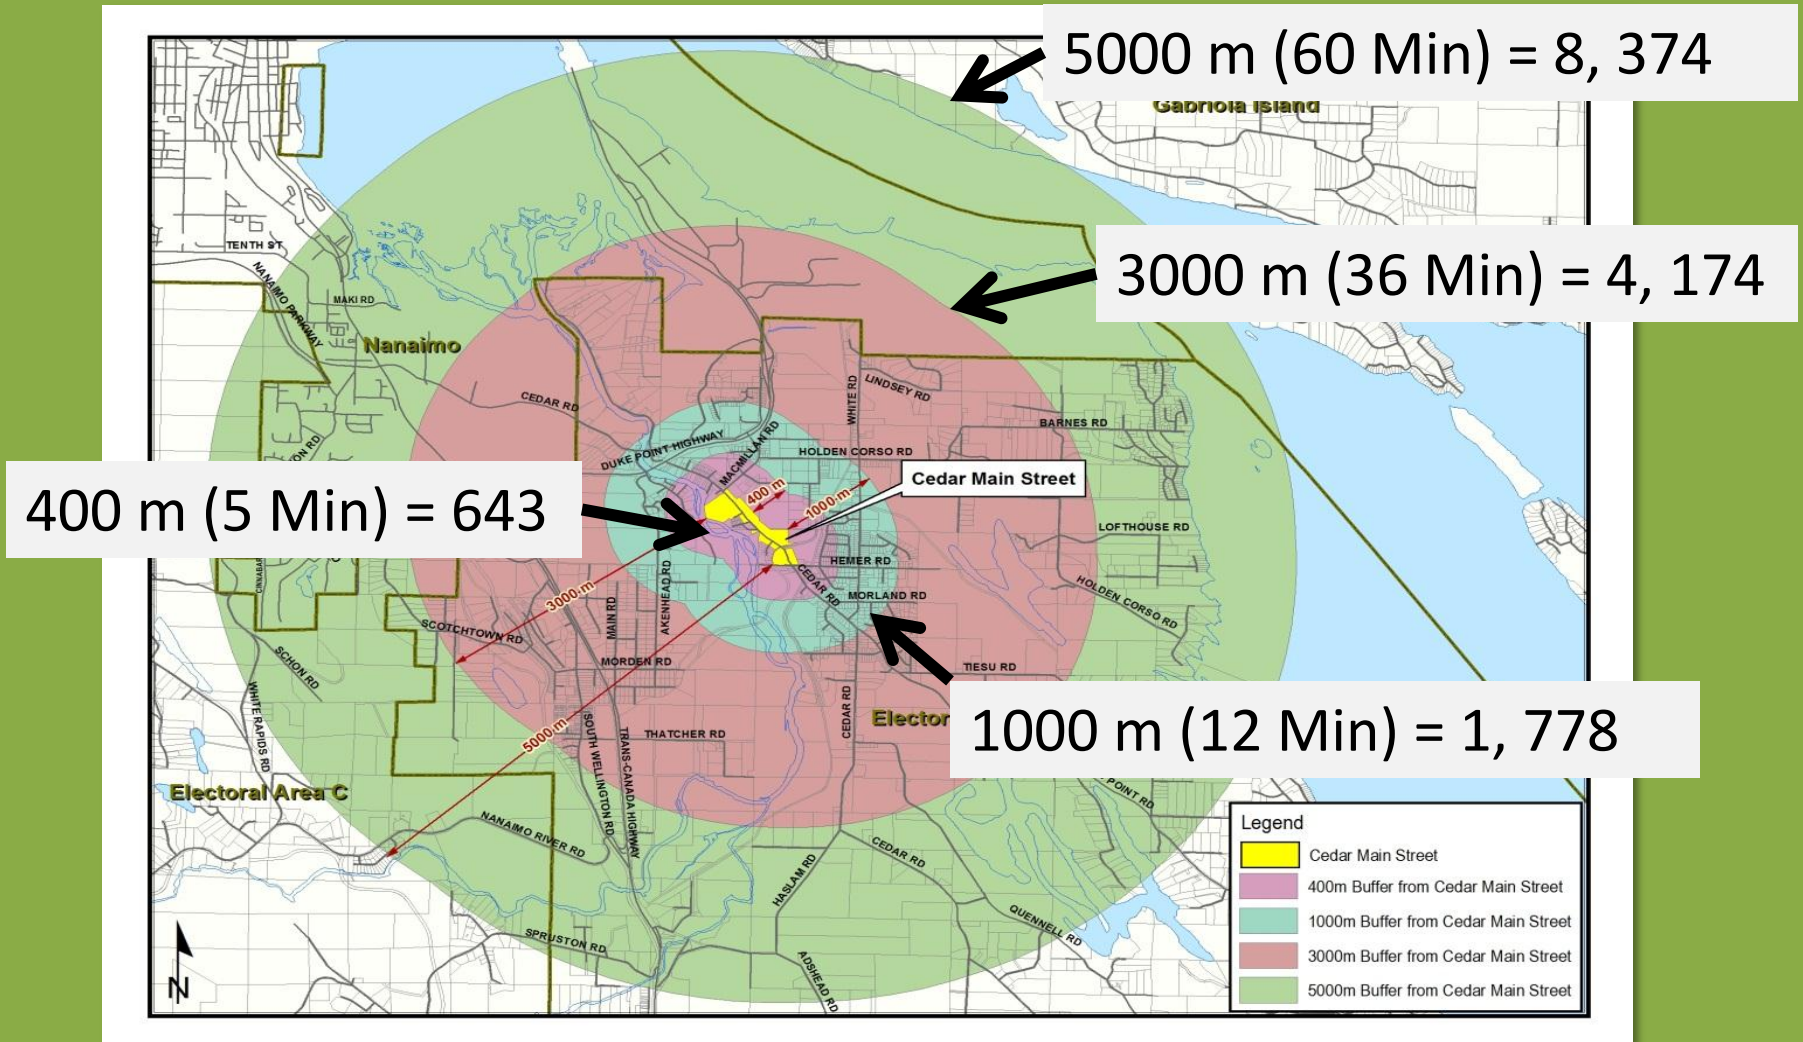 5000 m (60 Min) = 8, 374
Gabriola Island
3000 m (36 Min) = 4, 174
TENTH ST
NANAIMO PARKWAY
MAKI RD
Nanaimo
CEDAR RD
WHITE RD
LINDSEY RD
BARNES RD
DUKE POINT HIGHWAY
MACMILLAN RD
HOLDEN CORSO RD
Cedar Main Street
400 m
1000 m
400 m (5 Min) = 643
LOFTHOUSE RD
HEMER RD
CEDAR RD
MORLAND RD
HOLDEN CORSO RD
3000 m
MAIN RD
AKENHEAD RD
SCOTCHTOWN RD
MORDEN RD
TIESU RD
SCHON RD
WHITE RAPIDS RD
CEDAR RD
Elector
1000 m (12 Min) = 1, 778
5000 m
SOUTH WELLINGTON RD
TRANS-CANADA HIGHWAY
THATCHER RD
Electoral Area C
POINT RD
NANAIMO RIVER RD
CEDAR RD
HASLAM RD
QUENNELL RD
SPRUSTON RD
ADSHEAD RD
N
Legend
Cedar Main Street
400m Buffer from Cedar Main Street
1000m Buffer from Cedar Main Street
3000m Buffer from Cedar Main Street
5000m Buffer from Cedar Main Street